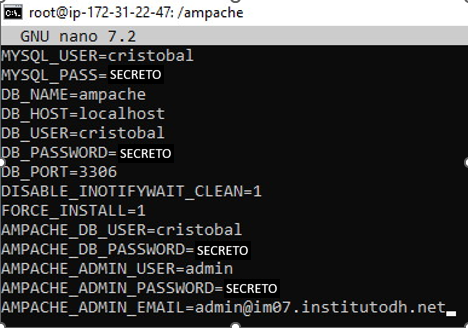 root@ip-172-31-22-47: /ampache
GNU nano 7.2
MYSQL_USER=cristobal
MYSQL_PASS=SECRETO
DB_NAME=ampache
DB_HOST=localhost
DB_USER=cristobal
DB_PASSWORD=SECRETO
DB_PORT=3306
DISABLE_INOTIFYWAIT_CLEAN=1
FORCE_INSTALL=1
AMPACHE_DB_USER=cristobal
AMPACHE_DB_PASSWORD=SECRETO
AMPACHE_ADMIN_USER=admin
AMPACHE_ADMIN_PASSWORD=SECRETO
AMPACHE_ADMIN_EMAIL=admin@im07.institutodh.net